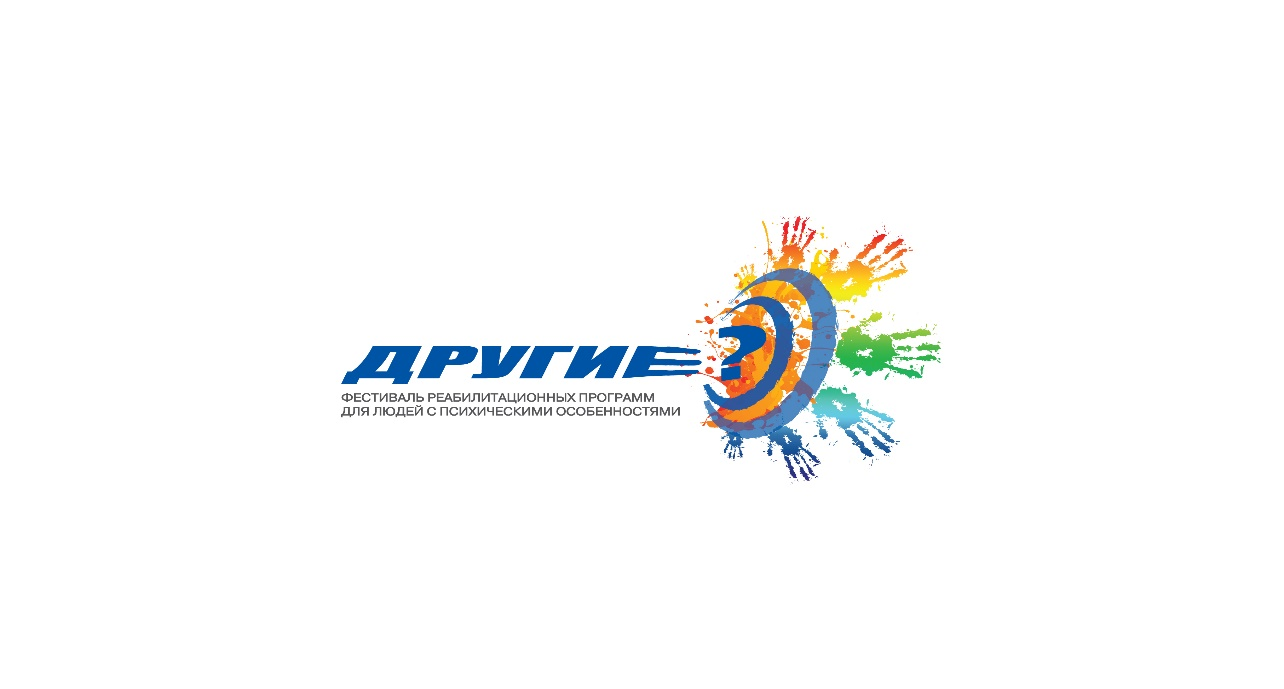 ДРУГИЕ?
ФЕСТИВАЛЬ РЕАБИЛИТАЦИОННЫХ ПРОГРАММ
ДЛЯ ЛЮДЕЙ С ПСИХИЧЕСКИМИ ОСОБЕННОСТЯМИ